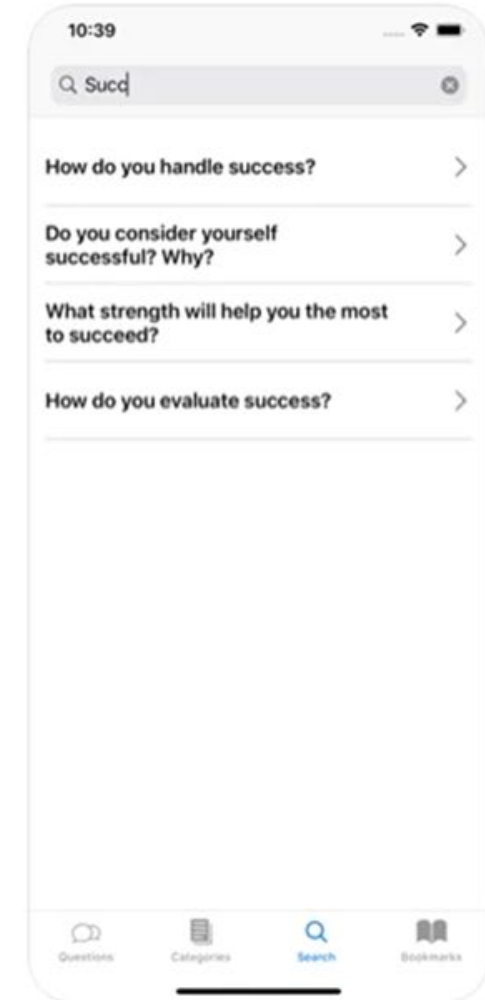 10:39
Succ
How do you handle success?
Do you consider yourself
successful? Why?
What strength will help you the most
to succeed?
How do you evaluate success?
Questions
Categories
Search
Bookmarks